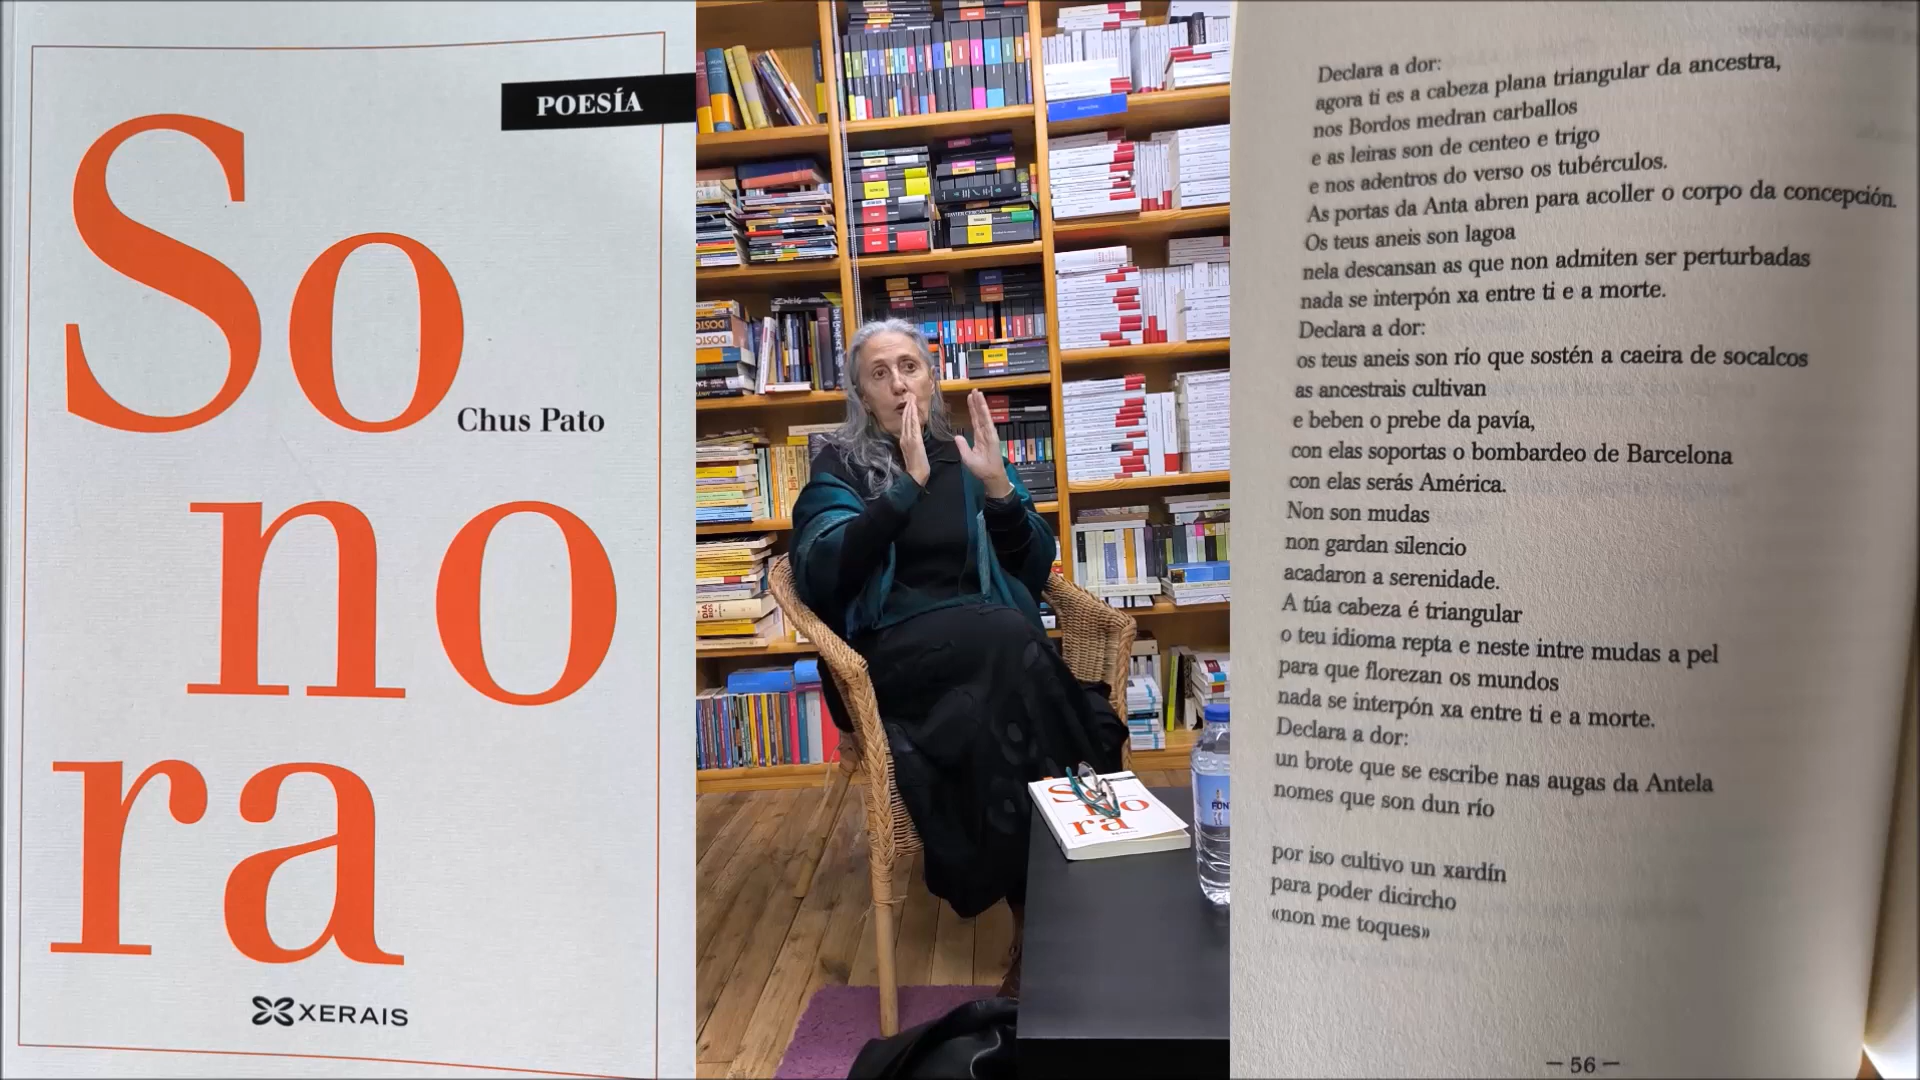 POESÍA
So
Chus Pato
no
ra
XERAIS
DOSTO
So
no
ra
FON
Declara a dor:
agora ti es a cabeza plana triangular da ancestra,
nos Bordos medran carballos
e as leiras son de centeo e trigo
e nos adentros do verso os tubérculos.
As portas da Anta abren para acoller o corpo da concepción.
Os teus aneis son lagoa
nela descansan as que non admiten ser perturbadas
nada se interpón xa entre ti e a morte.
Declara a dor:
os teus aneis son río que sostén a caeira de socalcos
as ancestrais cultivan
e beben o prebe da pavía,
con elas soportas o bombardeo de Barcelona
con elas serás América.
Non son mudas
non gardan silencio
acadaron a serenidade.
A túa cabeza é triangular
o teu idioma repta e neste intre mudas a pel
para que florezan os mundos
nada se interpón xa entre ti e a morte.
Declara a dor:
un brote que se escribe nas augas da Antela
nomes que son dun río
por iso cultivo un xardín
para poder dicircho
«non me toques»
— 56 —